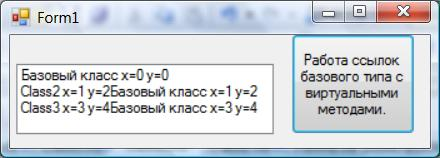 Form1
Базовый класс x=0 y=0
Class2 x=1 y=2Базовый класс x=1 y=2
Class3 x=3 y=4Базовый класс x=3 y=4
Работа ссылок
базового типа с
виртуальными
методами.